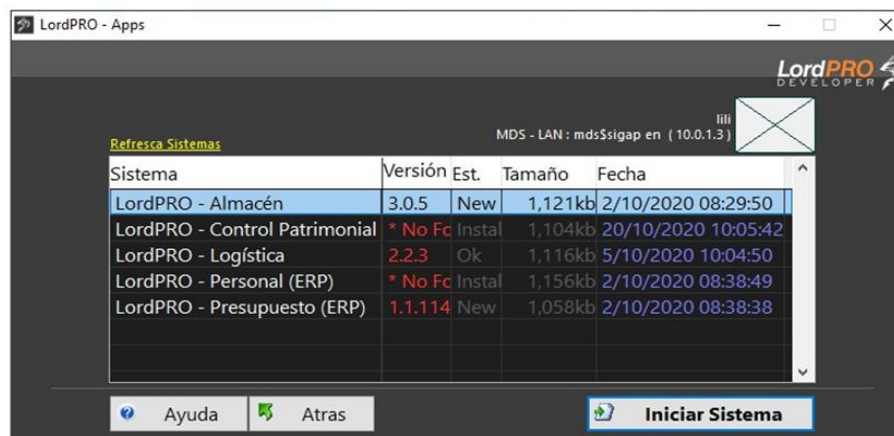 LordPRO - Apps
LordPRO
DEVELOPER
lili
MDS - LAN : mds$sigap en ( 10.0.1.3 )
Refresca Sistemas
Sistema Versión Est. Tamaño Fecha
LordPRO - Almacén 3.0.5 New 1,121kb 2/10/2020 08:29:50
LordPRO - Control Patrimonial * No Fo Instal 1,104kb 20/10/2020 10:05:42
LordPRO - Logística 2.2.3 Ok 1,116kb 5/10/2020 10:04:50
LordPRO - Personal (ERP) * No Fo Instal 1,156kb 2/10/2020 08:38:49
LordPRO - Presupuesto (ERP) 1.1.114 New 1,058kb 2/10/2020 08:38:38
Ayuda Atras Iniciar Sistema